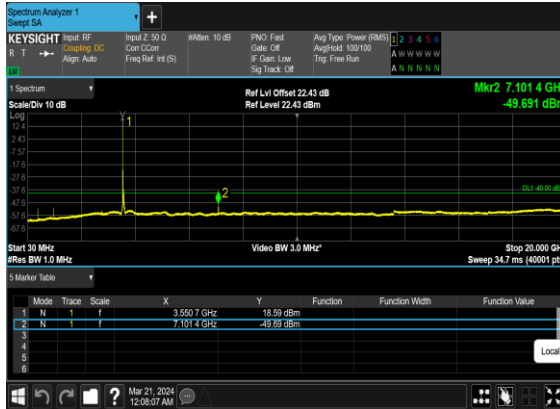 Spectrum Analyzer 1
Swept SA
+
KEYSIGHT
R T
LU
Input: RF
Coupling: DC
Align: Auto
Input Z: 50 Ω
Corr CCorr
Freq Ref: Int (S)
#Atten: 10 dB
PNO: Fast
Gate: Off
IF Gain: Low
Sig Track: Off
Avg Type: Power (RMS)
Avg|Hold: 100/100
Trig: Free Run
1 2 3 4 5 6
A W W W W W
A N N N N N
1 Spectrum
Scale/Div 10 dB
Ref Lvl Offset 22.43 dB
Ref Level 22.43 dBm
Mkr2 7.101 4 GH
-49.691 dB
Log
12.4
2.43
-7.57
-17.6
-27.6
-37.6
-47.6
-57.6
-67.6
1
2
DL1 -40.00 dB
Start 30 MHz
#Res BW 1.0 MHz
Video BW 3.0 MHz*
Stop 20.000 G
Sweep 34.7 ms (40001 pt
5 Marker Table
Mode Trace Scale X Y Function Function Width Function Value
1 N 1 f 3.550 7 GHz 18.59 dBm
2 N 1 f 7.101 4 GHz -49.69 dBm
3
4
5
6
Local
?
Mar 21, 2024
12:08:07 AM